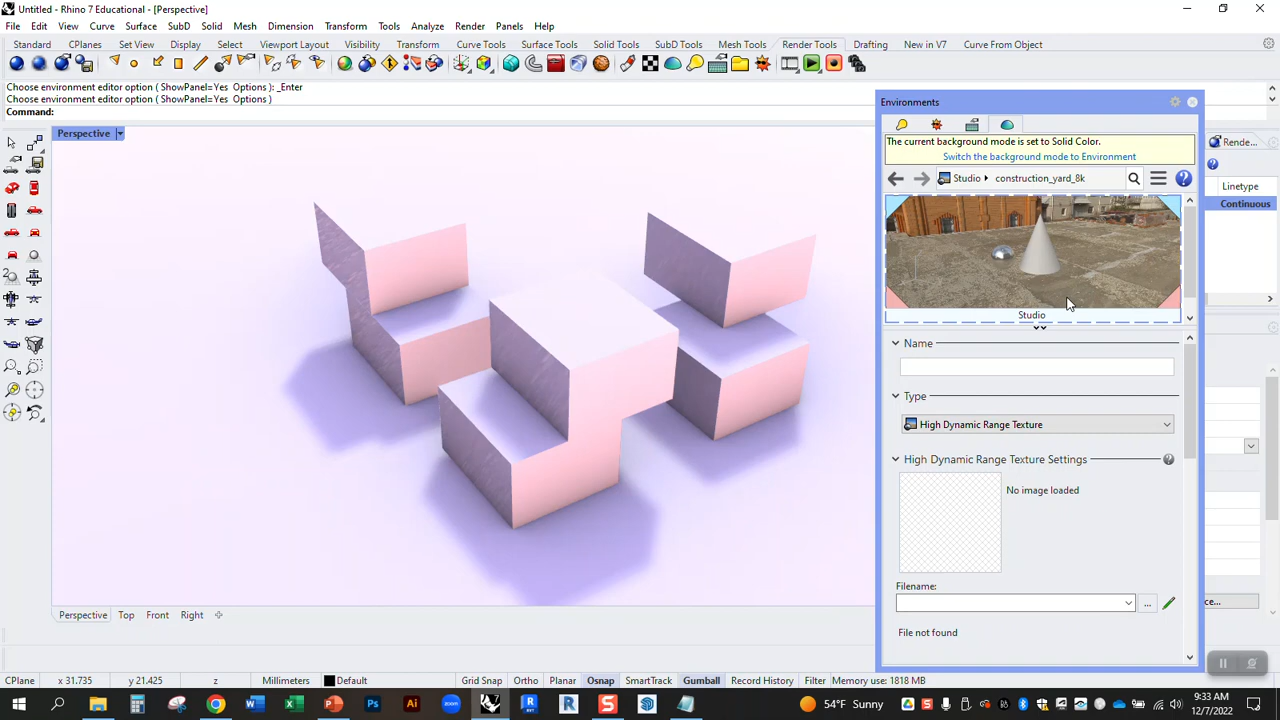 Untitled - Rhino 7 Educational - [Perspective]
File Edit View Curve Surface SubD Solid Mesh Dimension Transform Tools Analyze Render Panels Help
Standard CPlanes Set View Display Select Viewport Layout Visibility Transform Curve Tools Surface Tools Solid Tools SubD Tools Mesh Tools Render Tools Drafting New in V7 Curve From Object
Choose environment editor option ( ShowPanel=Yes Options ): _Enter
Choose environment editor option ( ShowPanel=Yes Options )
Command:
Perspective
Environments
The current background mode is set to Solid Color.
Switch the background mode to Environment
Studio construction_yard_8k
Studio
Name
Type
High Dynamic Range Texture
High Dynamic Range Texture Settings
No image loaded
Filename:
...
File not found
Rende...
Linetype
Continuous
ce...
Perspective Top Front Right
CPlane x 31.735 y 21.425 z Millimeters Default Grid Snap Ortho Planar Osnap SmartTrack Gumball Record History Filter Memory use: 1818 MB
54°F Sunny
9:33 AM
12/7/2022